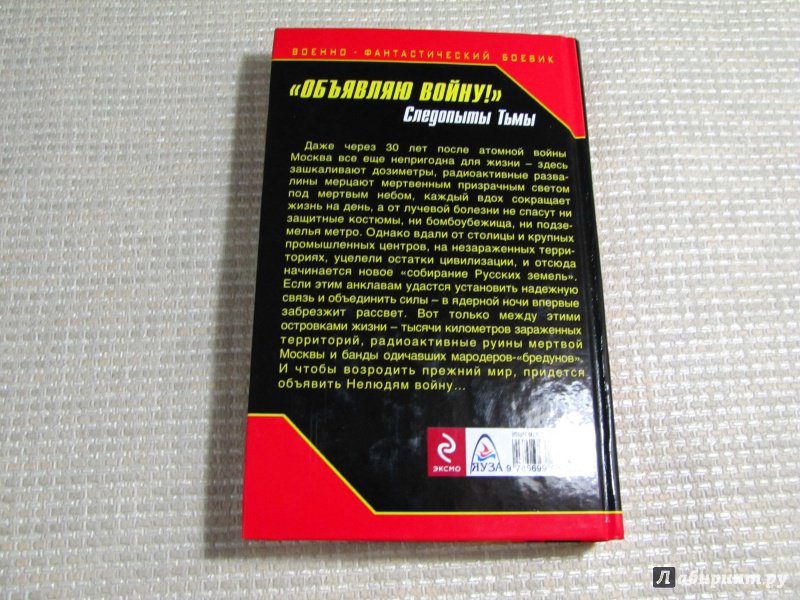 ВОЕННО - ФАНТАСТИЧЕСКИЙ БОЕВИК
«ОБЪЯВЛЯЮ ВОЙНУ!»
Следопыты Тьмы
Даже через 30 лет после атомной войны
Москва все еще непригодна для жизни – здесь
зашкаливают дозиметры, радиоактивные разва-
лины мерцают мертвенным призрачным светом
под мертвым небом, каждый вдох сокращает
жизнь на день, а от лучевой болезни не спасут ни
защитные костюмы, ни бомбоубежища, ни подзе-
мелья метро. Однако вдали от столицы и крупных
промышленных центров, на незараженных терри-
ториях, уцелели остатки цивилизации, и отсюда
начинается новое «собирание Русских земель».
Если этим анклавам удастся установить надежную
связь и объединить силы – в ядерной ночи впервые
забрезжит рассвет. Вот только между этими
островками жизни – тысячи километров зараженных
территорий, радиоактивные руины мертвой
Москвы и банды одичавших мародеров-«бредунов».
И чтобы возродить прежний мир, придется
объявить Нелюдям войну...
ЭКСМО
ЯУЗА
9 785699
Лабиринт.ру